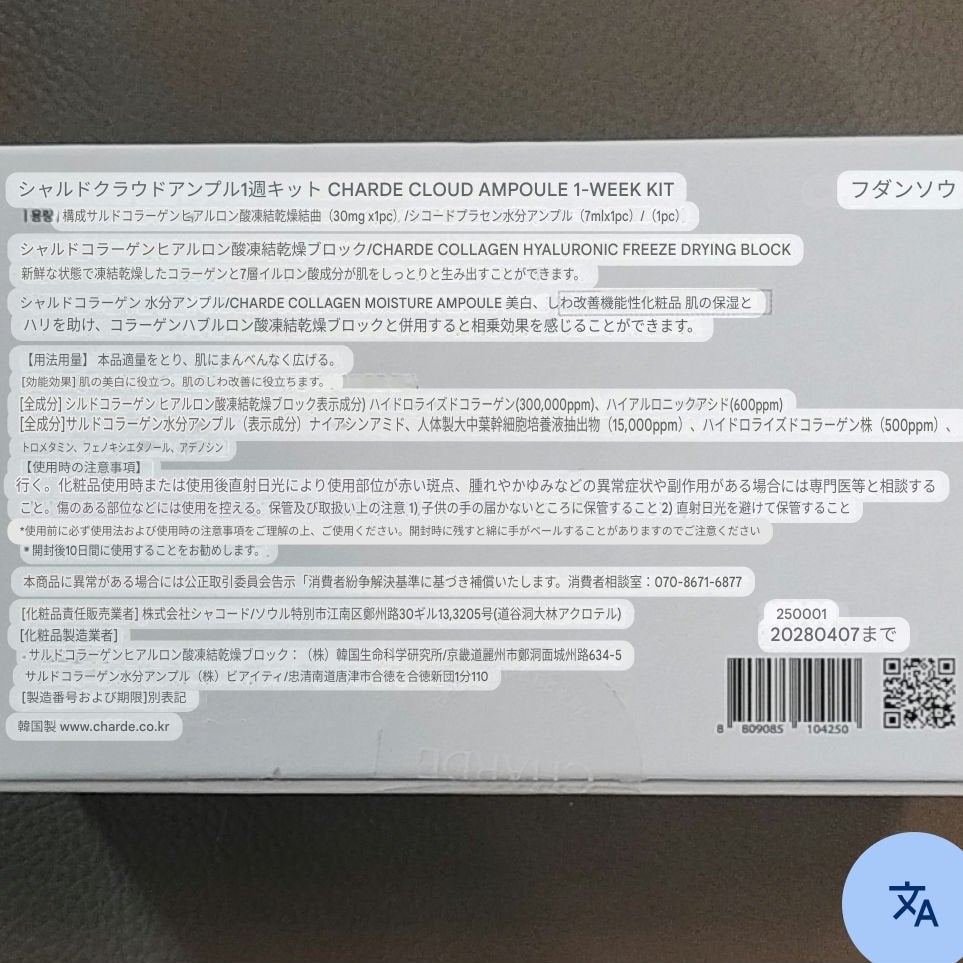 シャルドクラウドアンプル1週キット CHARDE CLOUD AMPOULE 1-WEEK KIT
フダンソウ
構成サルドコラーゲンヒアルロン酸凍結乾燥結曲（30mg x1pc）/シコードプラセン水分アンプル（7mlx1pc）/（1pc）
シャルドコラーゲンヒアルロン酸凍結乾燥ブロック/CHARDE COLLAGEN HYALURONIC FREEZE DRYING BLOCK
新鮮な状態で凍結乾燥したコラーゲンと7層イルロン酸成分が肌をしっとりと生み出すことができます。
シャルドコラーゲン 水分アンプル/CHARDE COLLAGEN MOISTURE AMPOULE 美白、しわ改善機能性化粧品 肌の保湿と
ハリを助け、コラーゲンハブルロン酸凍結乾燥ブロックと併用すると相乗効果を感じることができます。
【用法用量】 本品適量をとり、肌にまんべんなく広げる。
[効能効果] 肌の美白に役立つ。肌のしわ改善に役立ちます。
[全成分] シルドコラーゲン ヒアルロン酸凍結乾燥ブロック表示成分) ハイドロライズドコラーゲン(300,000ppm)、ハイアルロニックアシド(600ppm)
[全成分]サルドコラーゲン水分アンプル（表示成分）ナイアシンアミド、人体製大中葉幹細胞培養液抽出物（15,000ppm）、ハイドロライズドコラーゲン株（500ppm）、
トロメタミン、フェノキシエタノール、アデノシン
【使用時の注意事項】
行く。化粧品使用時または使用後直射日光により使用部位が赤い斑点、腫れやかゆみなどの異常症状や副作用がある場合には専門医等と相談する
こと。傷のある部位などには使用を控える。保管及び取扱い上の注意 1) 子供の手の届かないところに保管すること 2) 直射日光を避けて保管すること
*使用前に必ず使用法および使用時の注意事項をご理解の上、ご使用ください。開封時に残すと綿に手がベールすることがありますのでご注意ください
* 開封後10日間に使用することをお勧めします。
本商品に異常がある場合には公正取引委員会告示「消費者紛争解決基準に基づき補償いたします。消費者相談室：070-8671-6877
[化粧品責任販売業者] 株式会社シャコード/ソウル特別市江南区鄭州路30ギル13,3205号(道谷洞大林アクロテル)
250001
[化粧品製造業者]
20280407まで
- サルドコラーゲンヒアルロン酸凍結乾燥ブロック：（株）韓国生命科学研究所/京畿道麗州市鄭洞面城州路634-5
サルドコラーゲン水分アンプル（株）ビアイティ/忠清南道唐津市合徳を合徳新団1分110
[製造番号および期限]別表記
韓国製 www.charde.co.kr
8 809085 104250
CHARDE